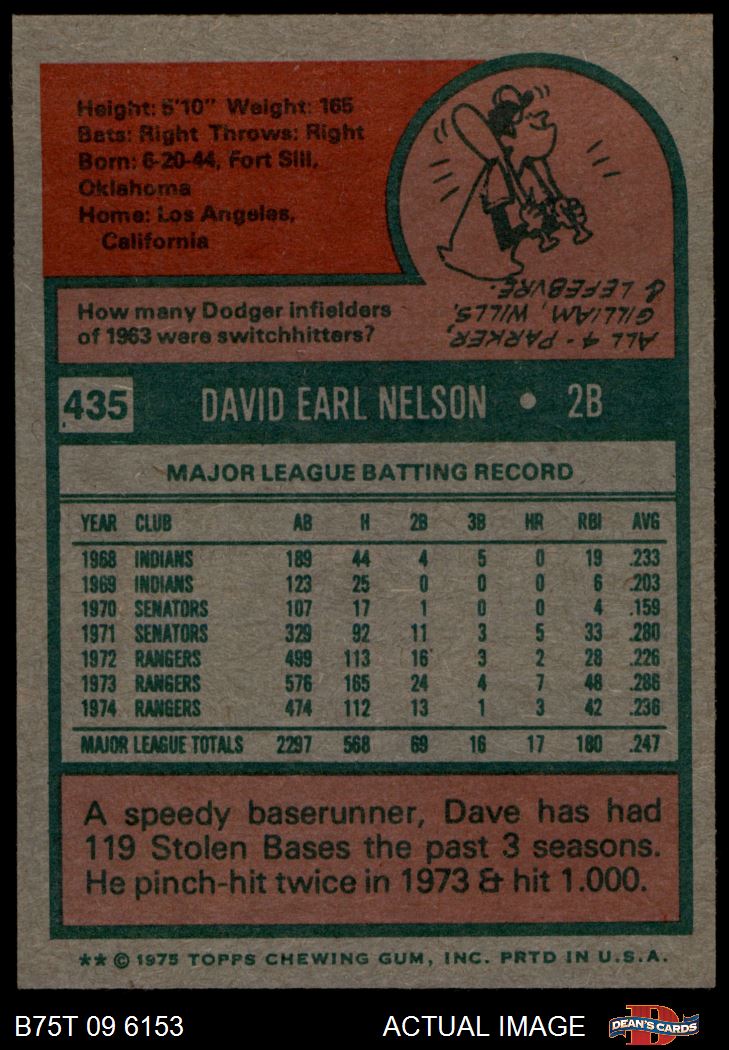 Height: 5'10" Weight: 165
Bats: Right Throws: Right
Born: 6-20-44, Fort Sill,
Oklahoma
Home: Los Angeles,
California
How many Dodger infielders
of 1963 were switchhitters?
ALL 4 - PARKER,
GILLIAM, WILLS,
& LEFEBVRE.
435 DAVID EARL NELSON • 2B
MAJOR LEAGUE BATTING RECORD
YEAR CLUB AB H 2B 3B HR RBI AVG
1968 INDIANS 189 44 4 5 0 19 .233
1969 INDIANS 123 25 0 0 0 6 .203
1970 SENATORS 107 17 1 0 0 4 .159
1971 SENATORS 329 92 11 3 5 33 .280
1972 RANGERS 499 113 16 3 2 28 .226
1973 RANGERS 576 165 24 4 7 48 .286
1974 RANGERS 474 112 13 1 3 42 .236
MAJOR LEAGUE TOTALS 2297 568 69 16 17 180 .247
A speedy baserunner, Dave has had
119 Stolen Bases the past 3 seasons.
He pinch-hit twice in 1973 & hit 1.000.
** © 1975 TOPPS CHEWING GUM, INC. PRTD IN U.S.A.
B75T 09 6153 ACTUAL IMAGE D DEAN'S CARDS